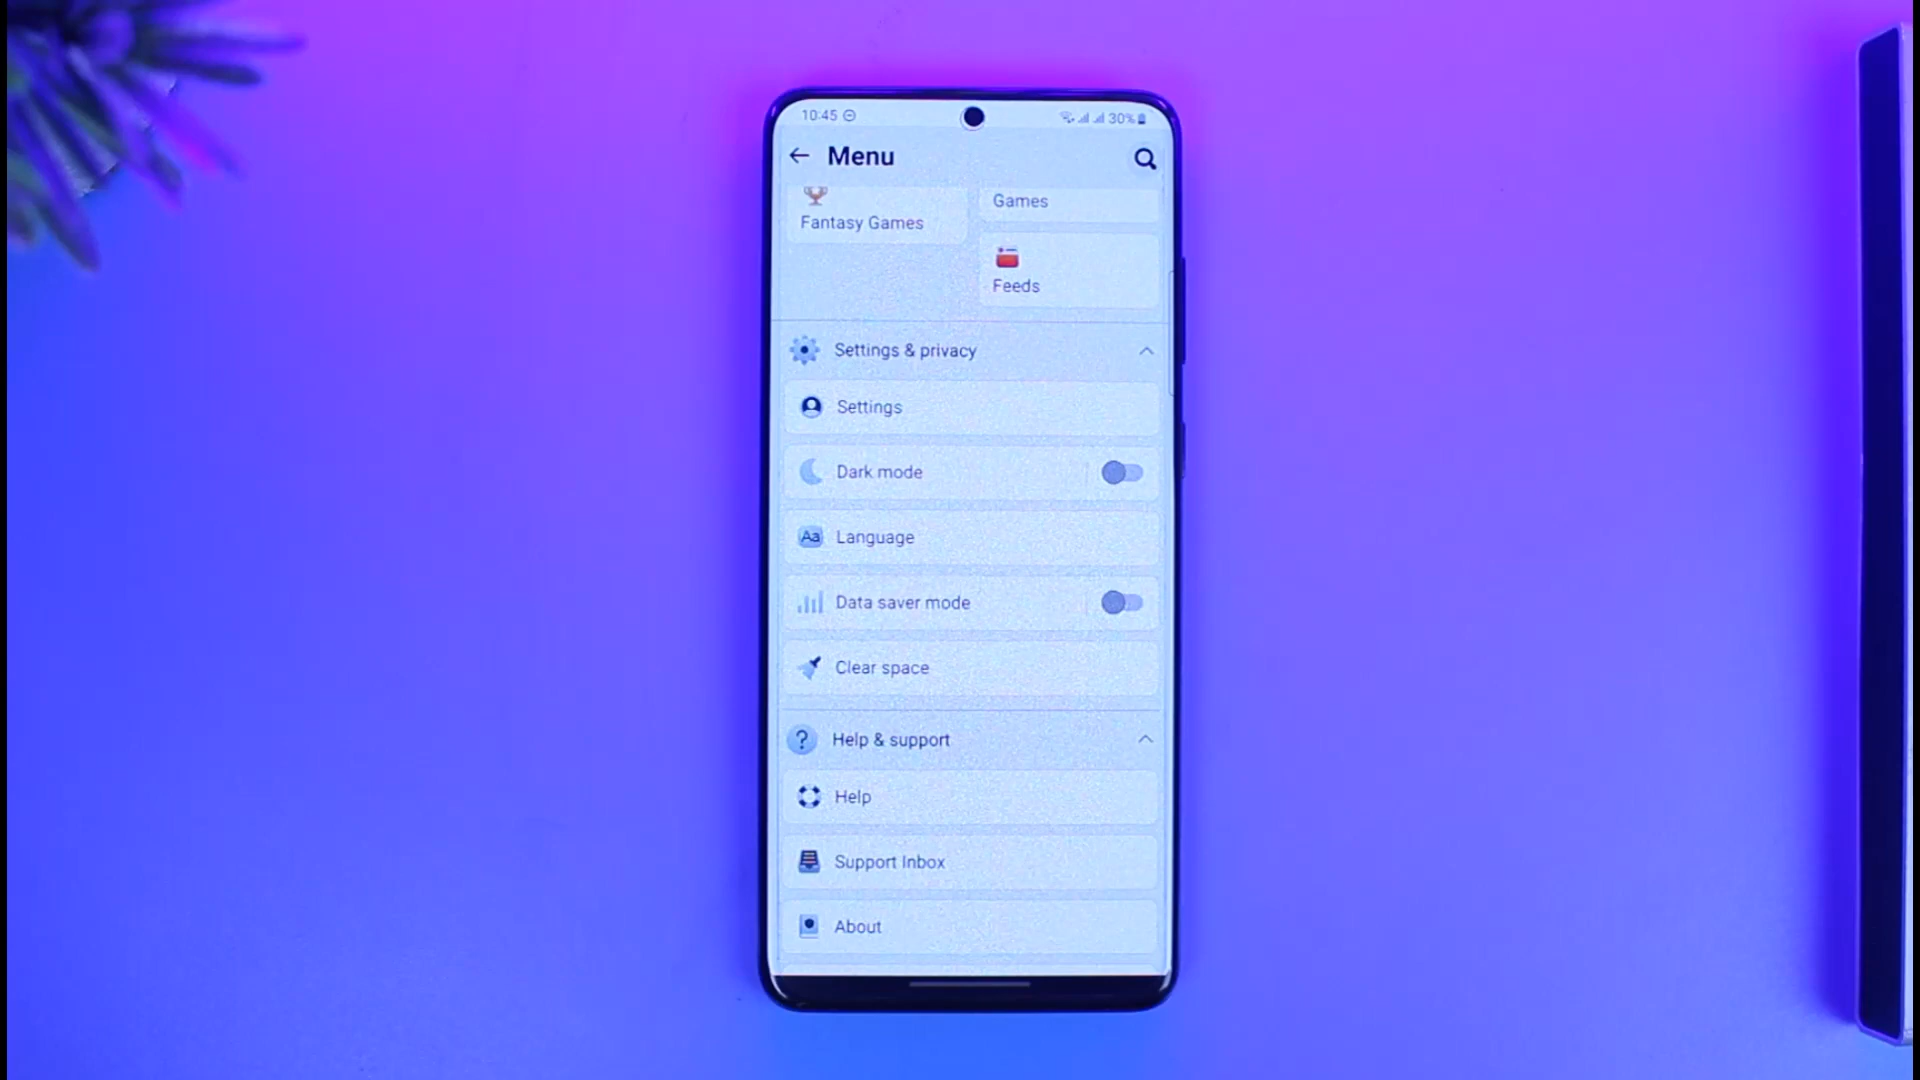 10:45
30%
Menu
Fantasy Games
Games
Feeds
Settings & privacy
Settings
Dark mode
Aa Language
Data saver mode
Clear space
? Help & support
Help
Support Inbox
About